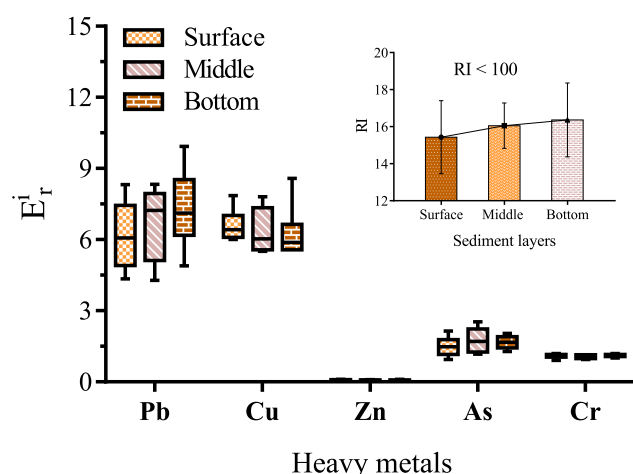 15
12
9
6
3
0
E_r^i
Surface
Middle
Bottom
Pb Cu Zn As Cr
Heavy metals
RI < 100
20
18
16
14
12
RI
Surface Middle Bottom
Sediment layers